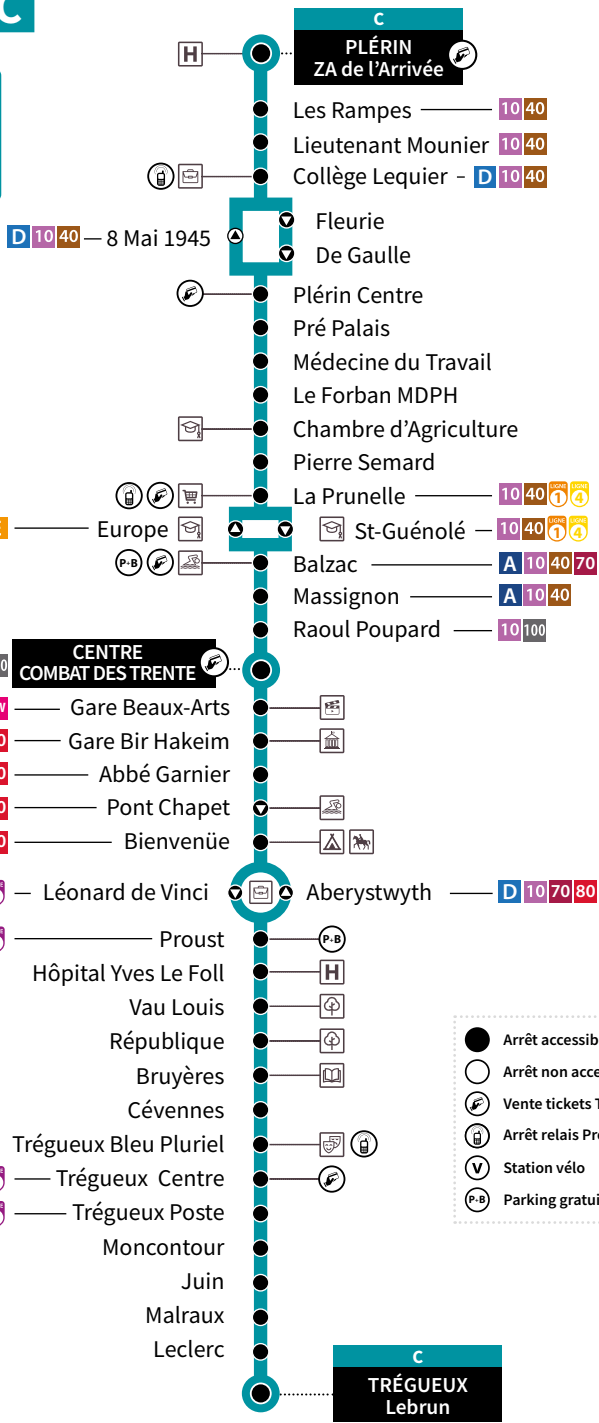 C
C
PLÉRIN
ZA de l'Arrivée
H
Les Rampes 10 40
Lieutenant Mounier 10 40
Collège Lequier D 10 40
Fleurie
D 10 40 8 Mai 1945
De Gaulle
Plérin Centre
Pré Palais
Médecine du Travail
Le Forban MDPH
Chambre d'Agriculture
Pierre Semard
La Prunelle 10 40 LIGNE 1 LIGNE 4
Europe
St-Guénolé 10 40 LIGNE 1 LIGNE 4
P+B Balzac A 10 40 70
Massignon A 10 40
Raoul Poupard 10 100
CENTRE
COMBAT DES TRENTE
Gare Beaux-Arts
Gare Bir Hakeim
Abbé Garnier
Pont Chapet
Bienvenüe
Léonard de Vinci
Aberystwyth D 10 70 80
Proust P+B
Hôpital Yves Le Foll H
Vau Louis
République
Bruyères
Cévennes
Trégueux Bleu Pluriel
Trégueux Centre
Trégueux Poste
Moncontour
Juin
Malraux
Leclerc
Arrêt accessib
Arrêt non acce
Vente tickets T
Arrêt relais Pro
V Station vélo
P+B Parking gratui
C
TRÉGUEUX
Lebrun